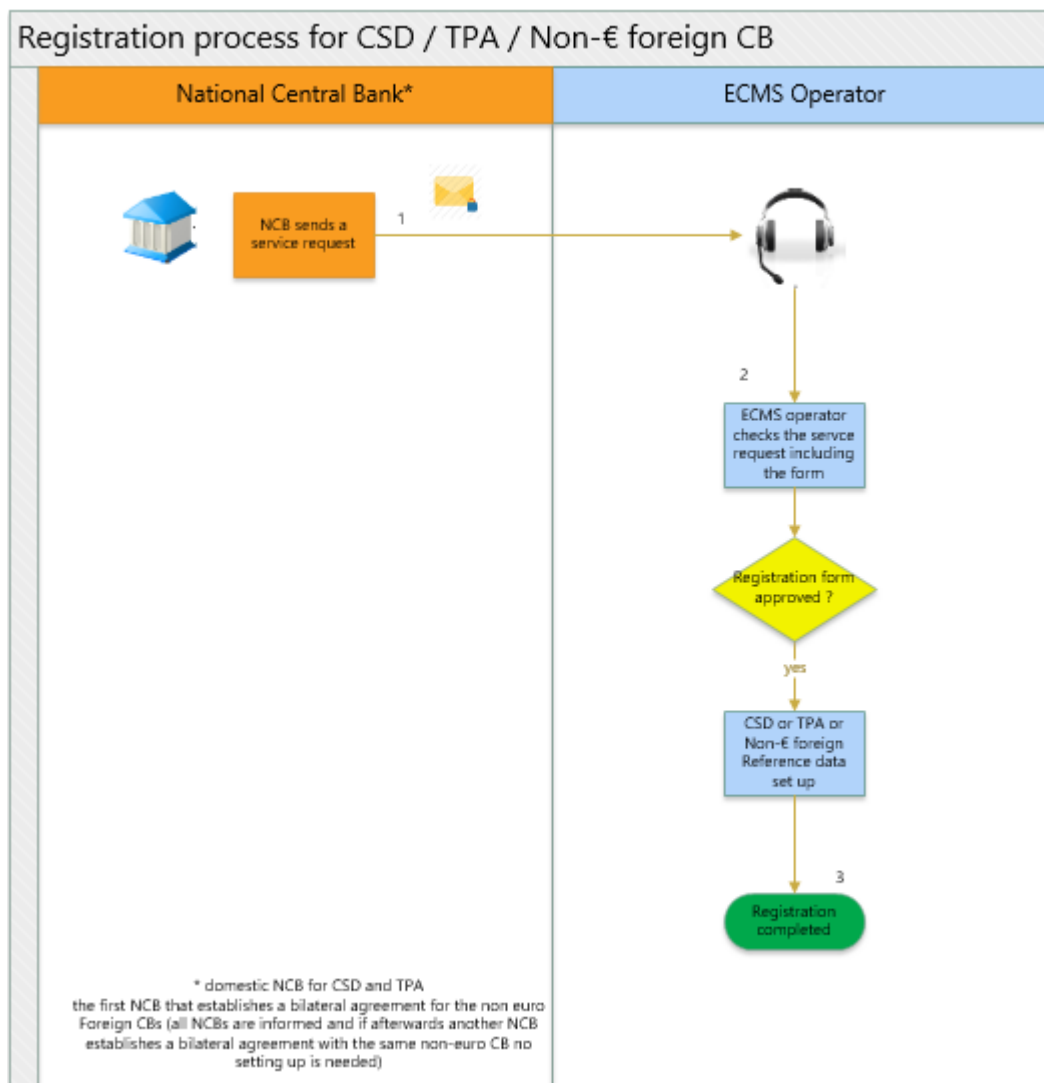 Registration process for CSD / TPA / Non-€ foreign CB
National Central Bank*
ECMS Operator
NCB sends a
service request
1
2
ECMS operator
checks the servce
request including
the form
Registration form
approved ?
yes
CSD or TPA or
Non-€ foreign
Reference data
set up
3
Registration
completed
* domestic NCB for CSD and TPA
the first NCB that establishes a bilateral agreement for the non euro
Foreign CBs (all NCBs are informed and if afterwards another NCB
establishes a bilateral agreement with the same non-euro CB no
setting up is needed)